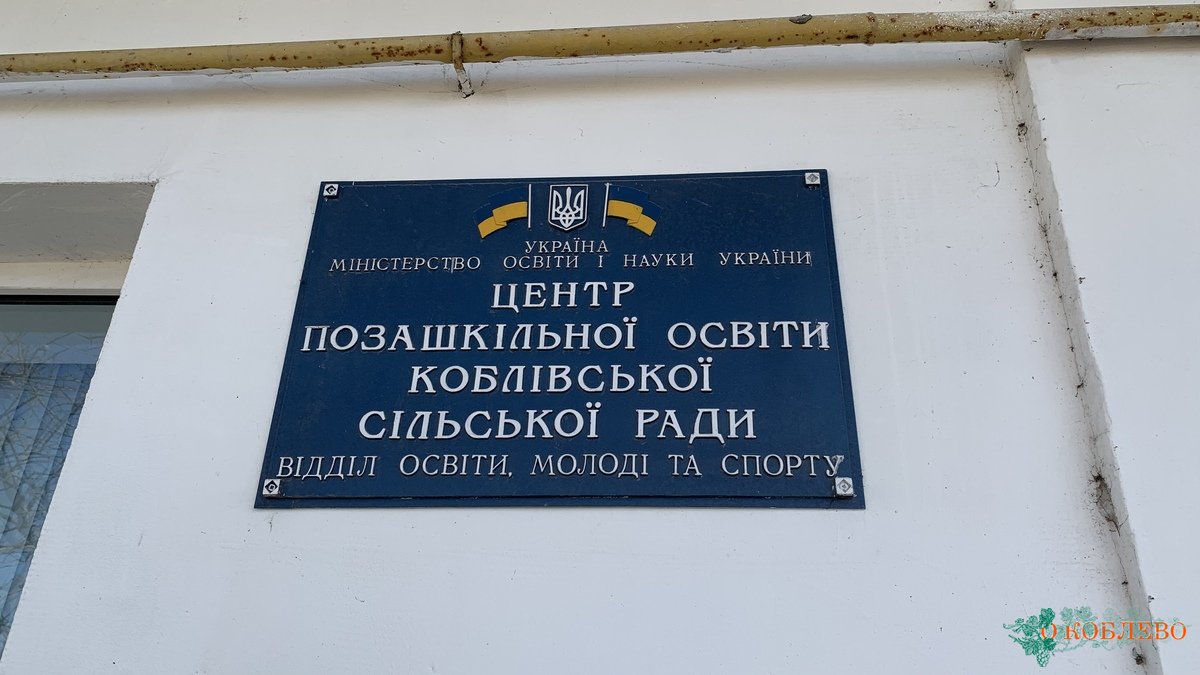 УКРАЇНА
МІНІСТЕРСТВО ОСВІТИ І НАУКИ УКРАЇНИ
ЦЕНТР
ПОЗАШКІЛЬНОЇ ОСВІТИ
КОБЛІВСЬКОЇ
СІЛЬСЬКОЇ РАДИ
ВІДДІЛ ОСВІТИ, МОЛОДІ ТА СПОРТУ
О КОБЛЕВО